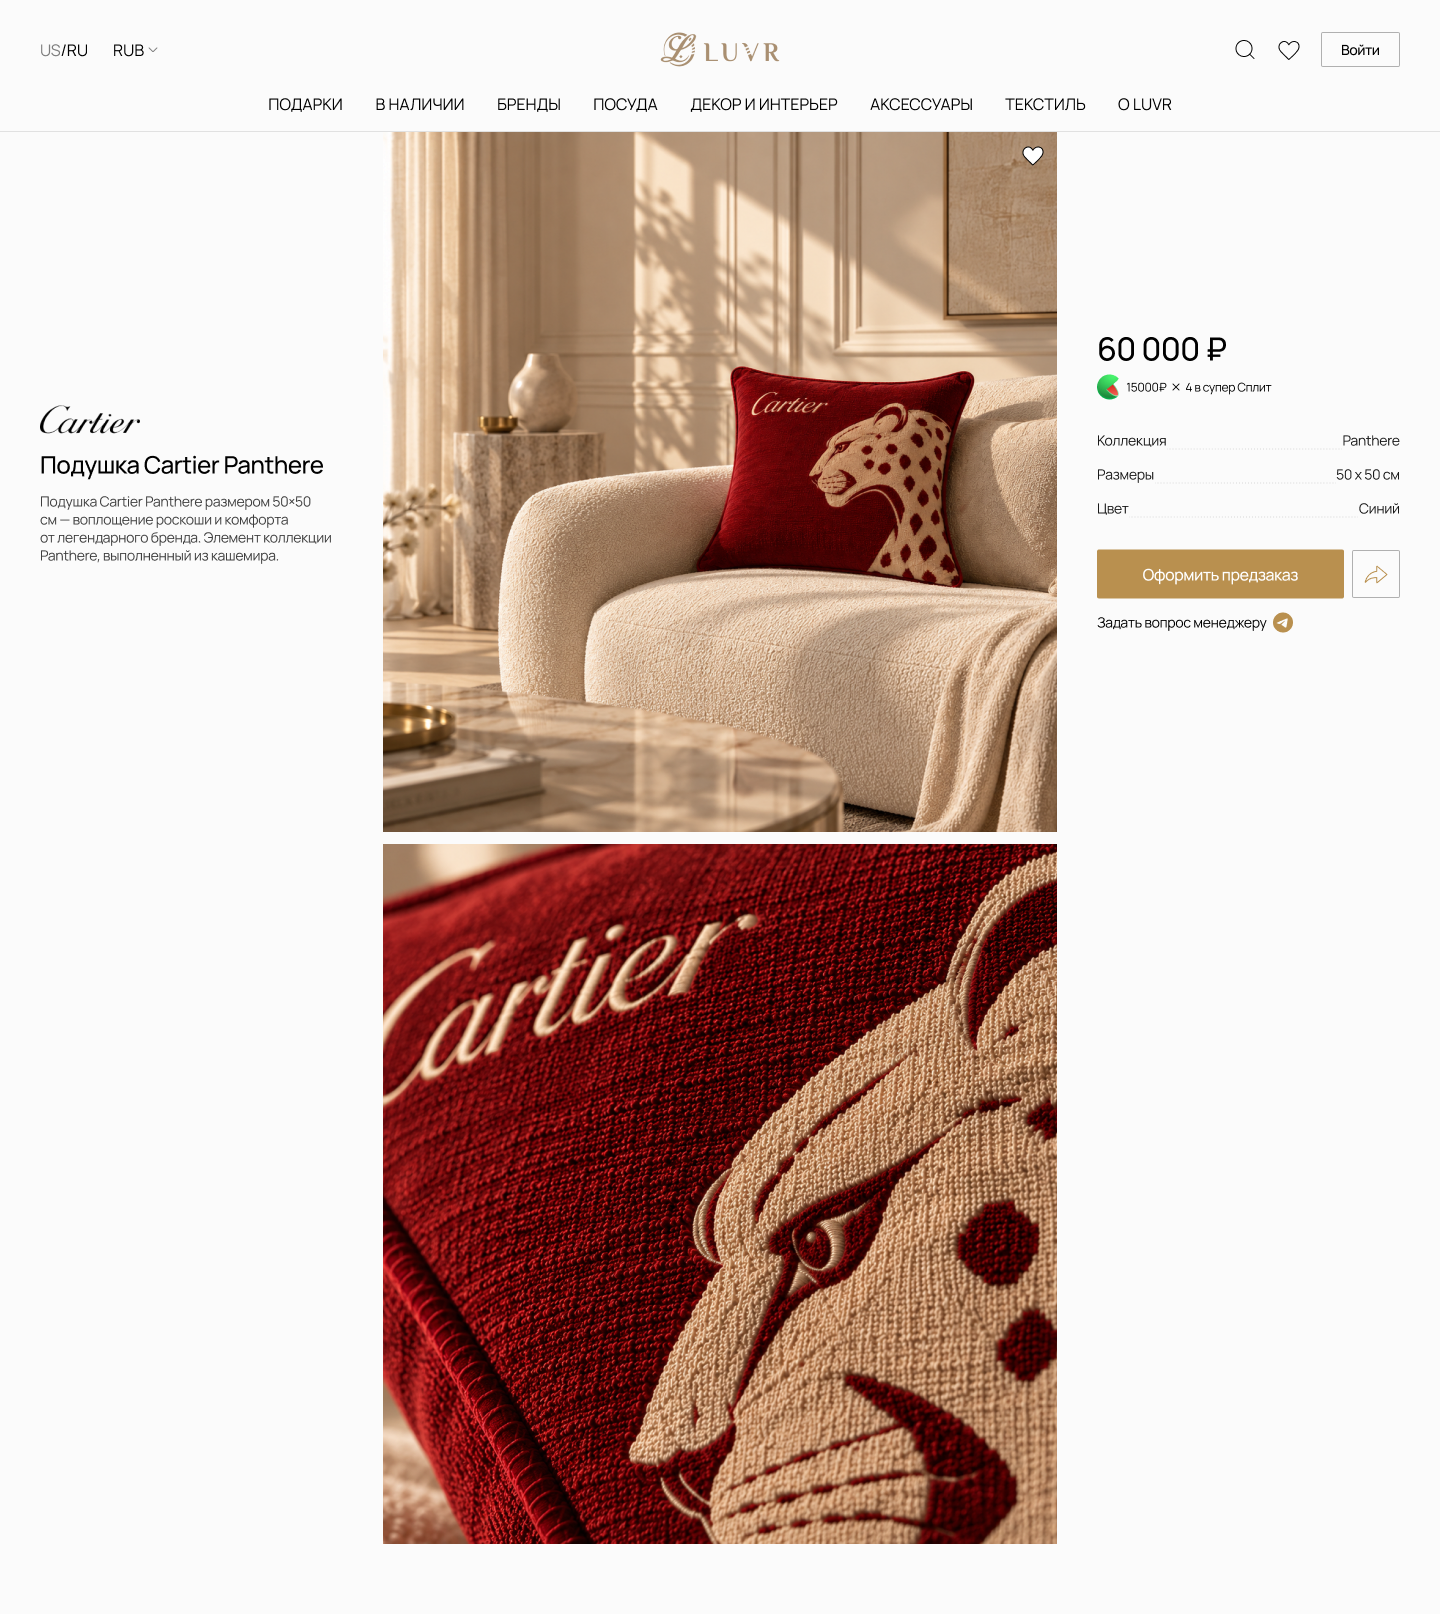 US/RU RUB
LUVR
Войти
ПОДАРКИ В НАЛИЧИИ БРЕНДЫ ПОСУДА ДЕКОР И ИНТЕРЬЕР АКСЕССУАРЫ ТЕКСТИЛЬ О LUVR
Cartier
Подушка Cartier Panthere
Подушка Cartier Panthere размером 50×50
см — воплощение роскоши и комфорта
от легендарного бренда. Элемент коллекции
Panthere, выполненный из кашемира.
Cartier
60 000 ₽
15000₽ × 4 в супер Сплит
Коллекция Panthere
Размеры 50 x 50 см
Цвет Синий
Оформить предзаказ
Задать вопрос менеджеру
Cartier